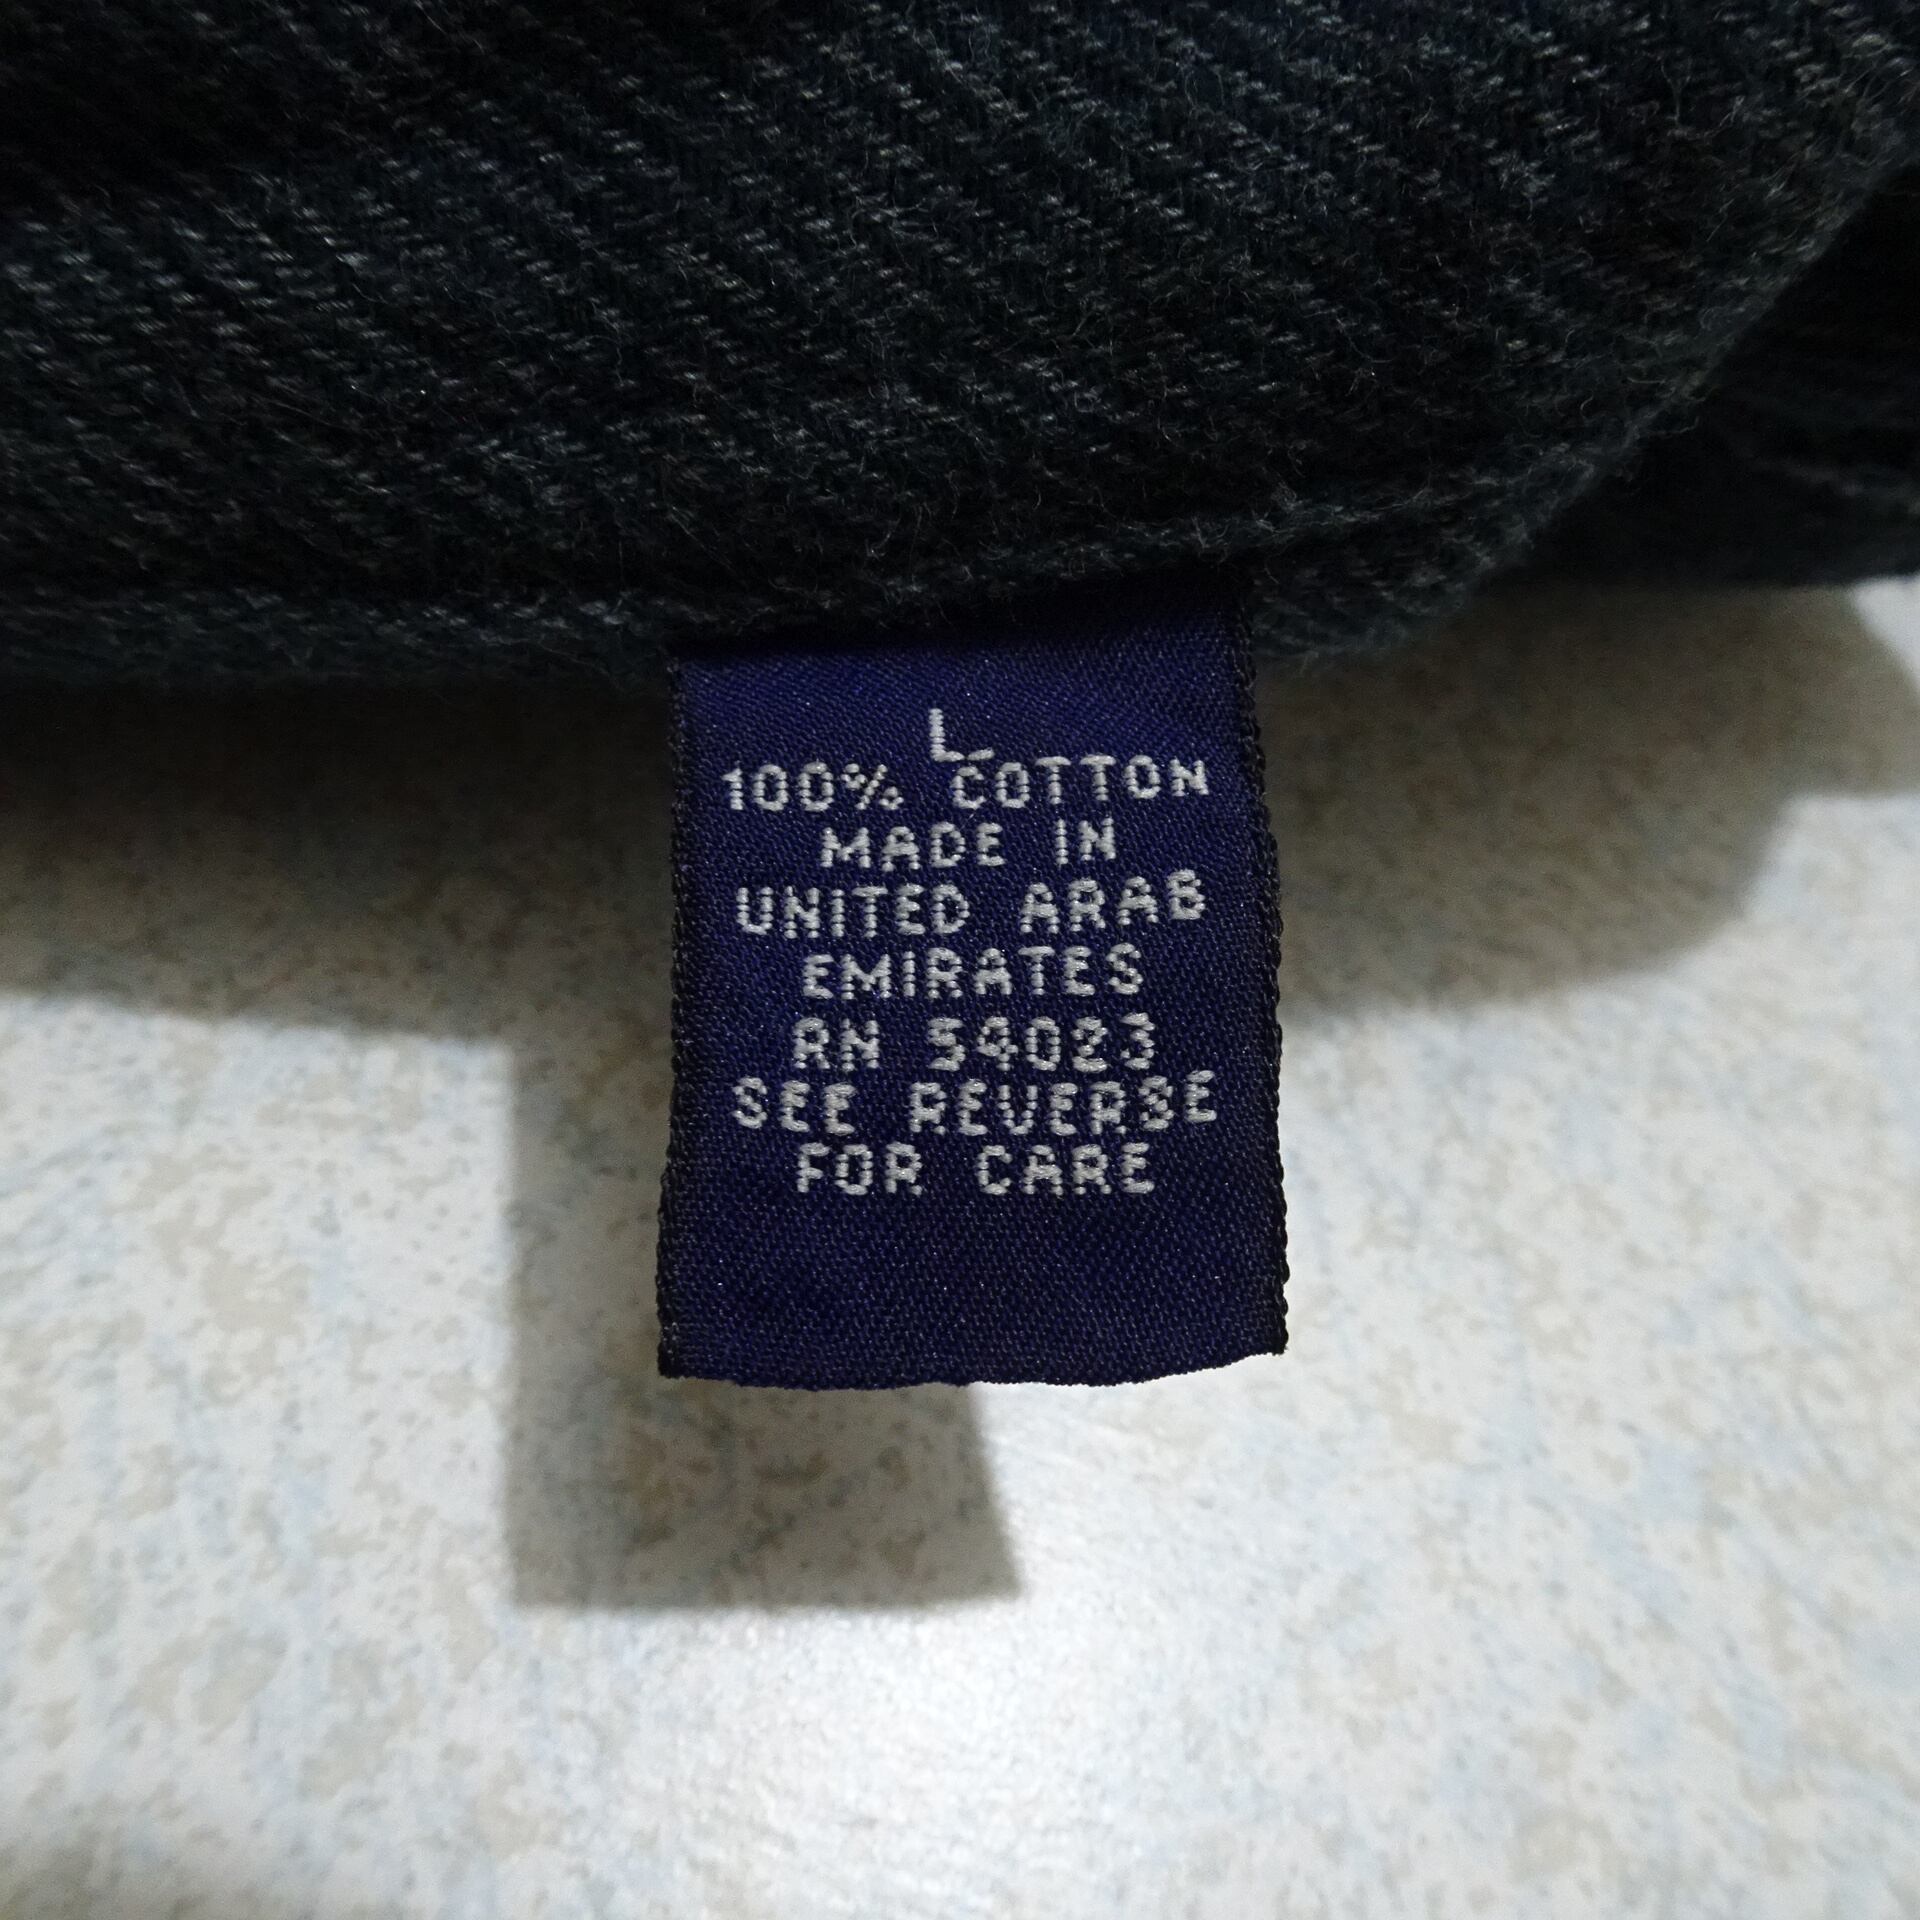 L
100% COTTON
MADE IN
UNITED ARAB
EMIRATES
RN 54023
SEE REVERSE
FOR CARE